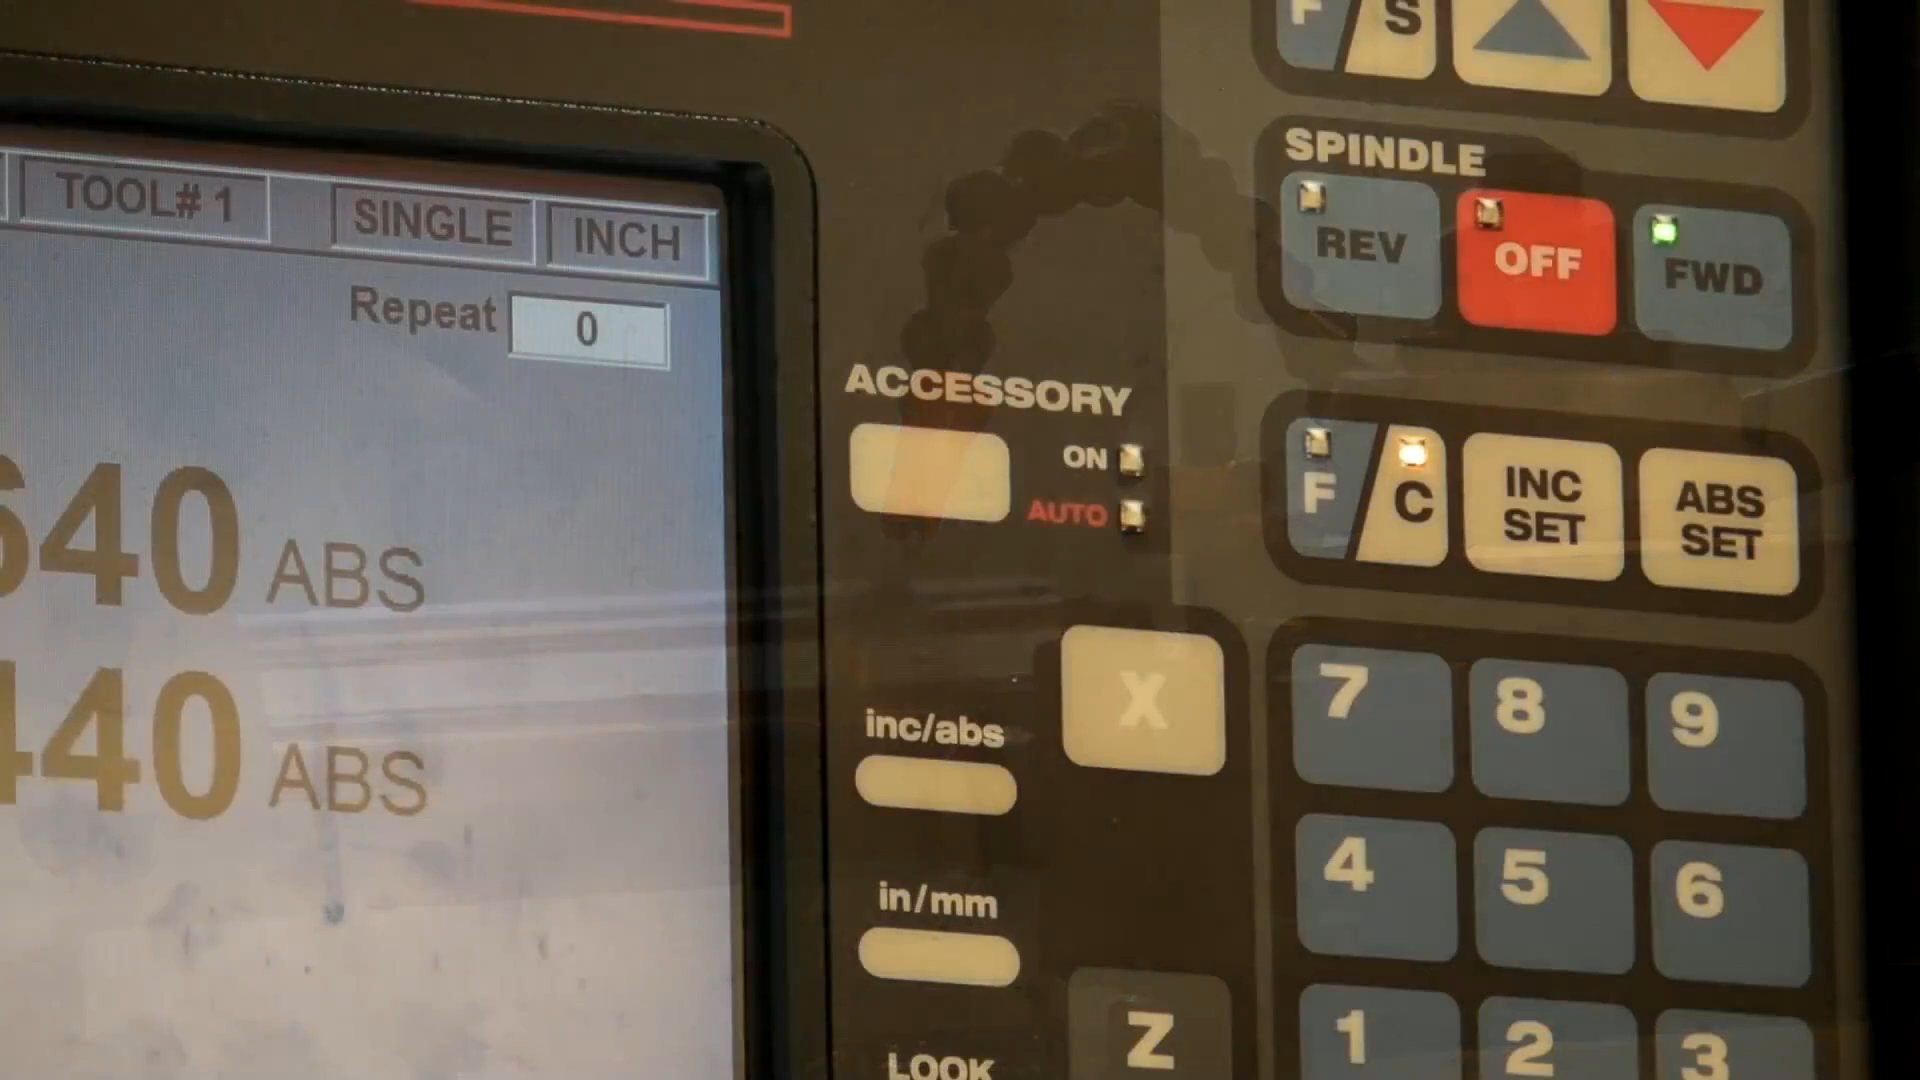 F/S
SPINDLE
REV
OFF
FWD
TOOL# 1
SINGLE
INCH
Repeat 0
ACCESSORY
ON
AUTO
F/C
INC
SET
ABS
SET
640 ABS
440 ABS
inc/abs
X
in/mm
Z
LOOK
7 8 9
4 5 6
1 2 3